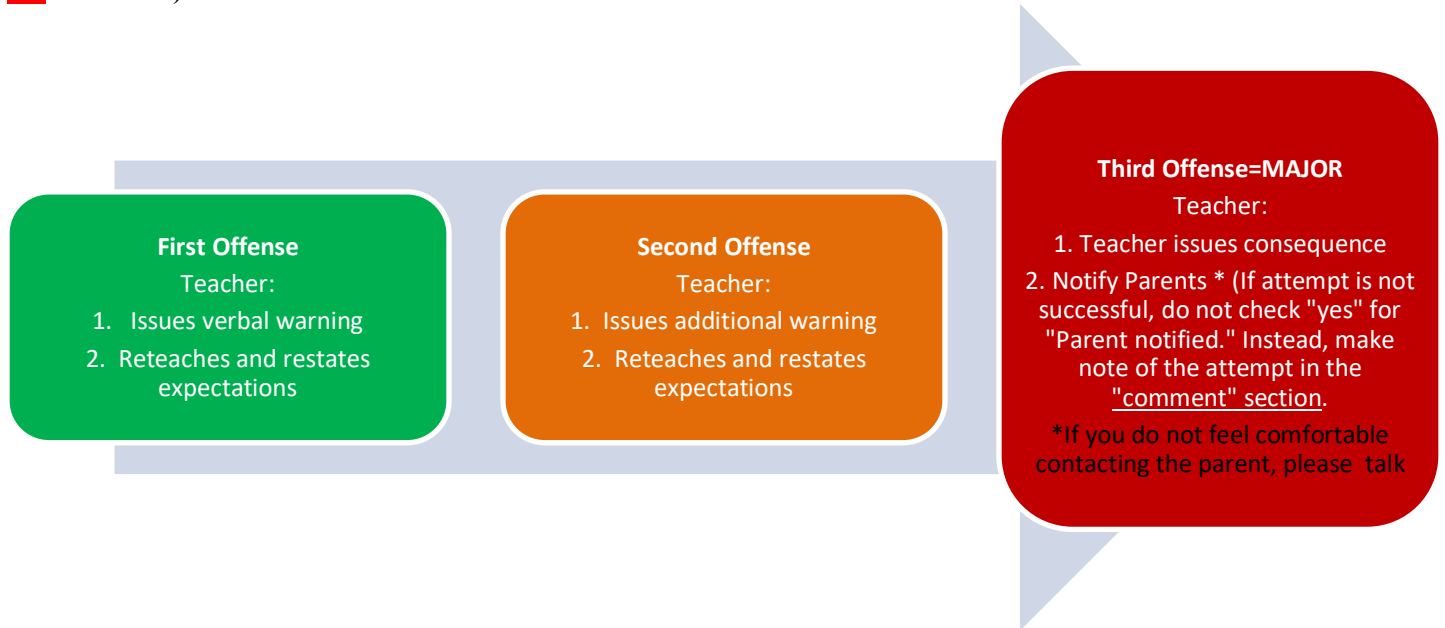 First Offense
Teacher:
1. Issues verbal warning
2. Reteaches and restates
expectations
Second Offense
Teacher:
1. Issues additional warning
2. Reteaches and restates
expectations
Third Offense=MAJOR
Teacher:
1. Teacher issues consequence
2. Notify Parents * (If attempt is not
successful, do not check "yes" for
"Parent notified." Instead, make
note of the attempt in the
"comment" section.
*If you do not feel comfortable
contacting the parent, please  talk